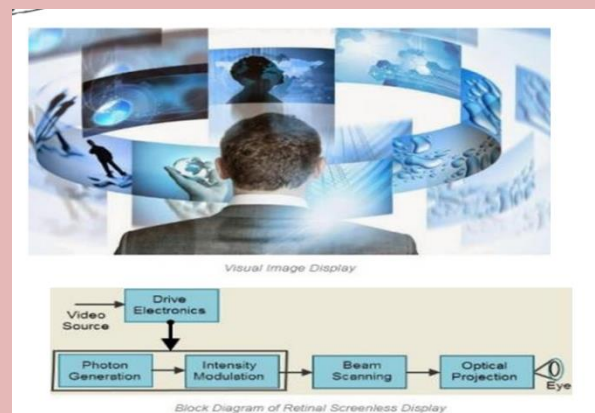 Visual Image Display
Video
Source
Drive
Electronics
Photon
Generation
Intensity
Modulation
Beam
Scanning
Optical
Projection
Eye
Block Diagram of Retinal Screenless Display